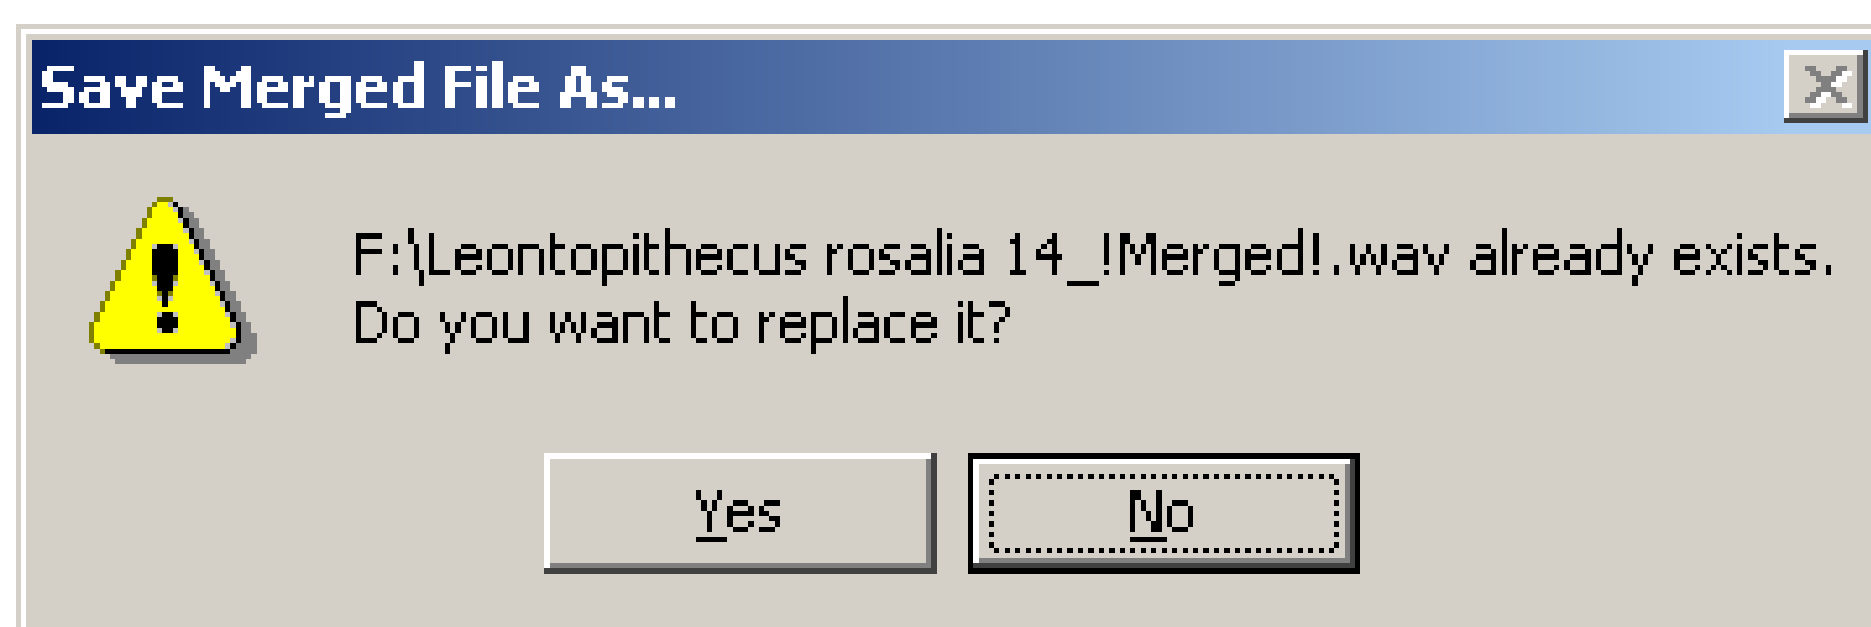 Save Merged File As...
F:\Leontopithecus rosalia 14_!Merged!.wav already exists.
Do you want to replace it?
Yes
No